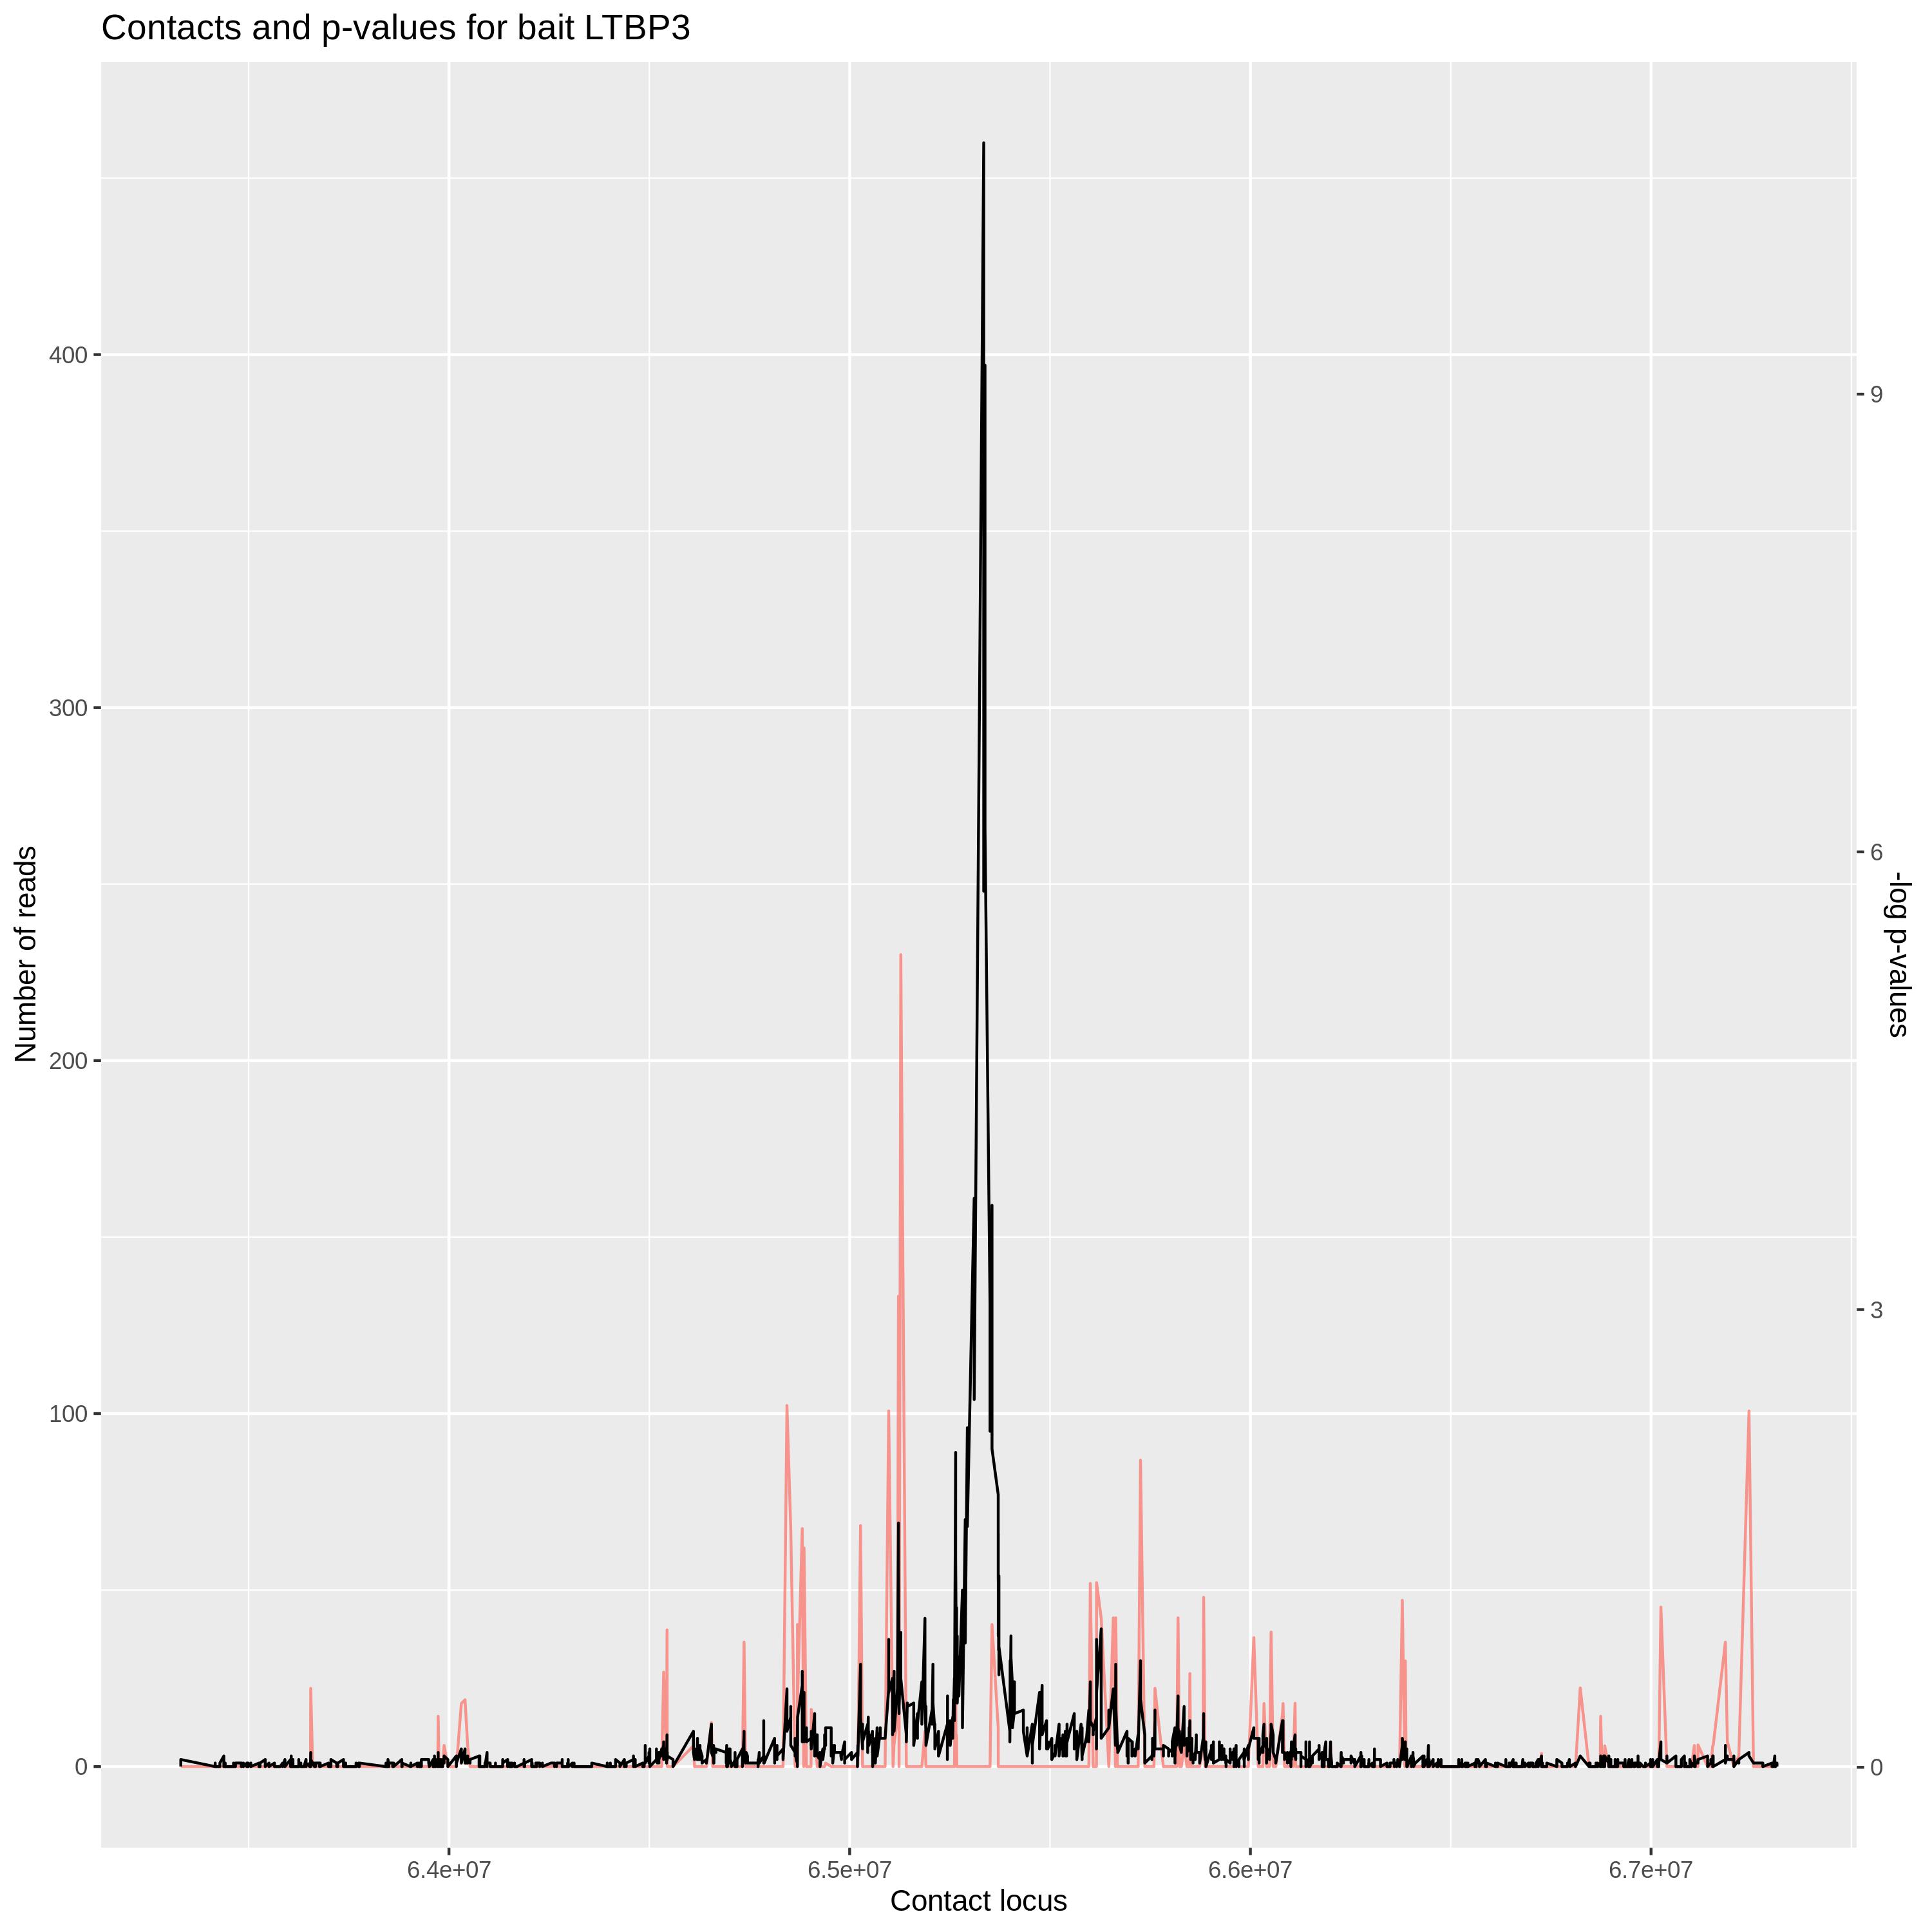 Contacts and p-values for bait LTBP3
400
300
200
100
0
Number of reads
9
6
3
0
-log p-values
6.4e+07
6.5e+07
6.6e+07
6.7e+07
Contact locus